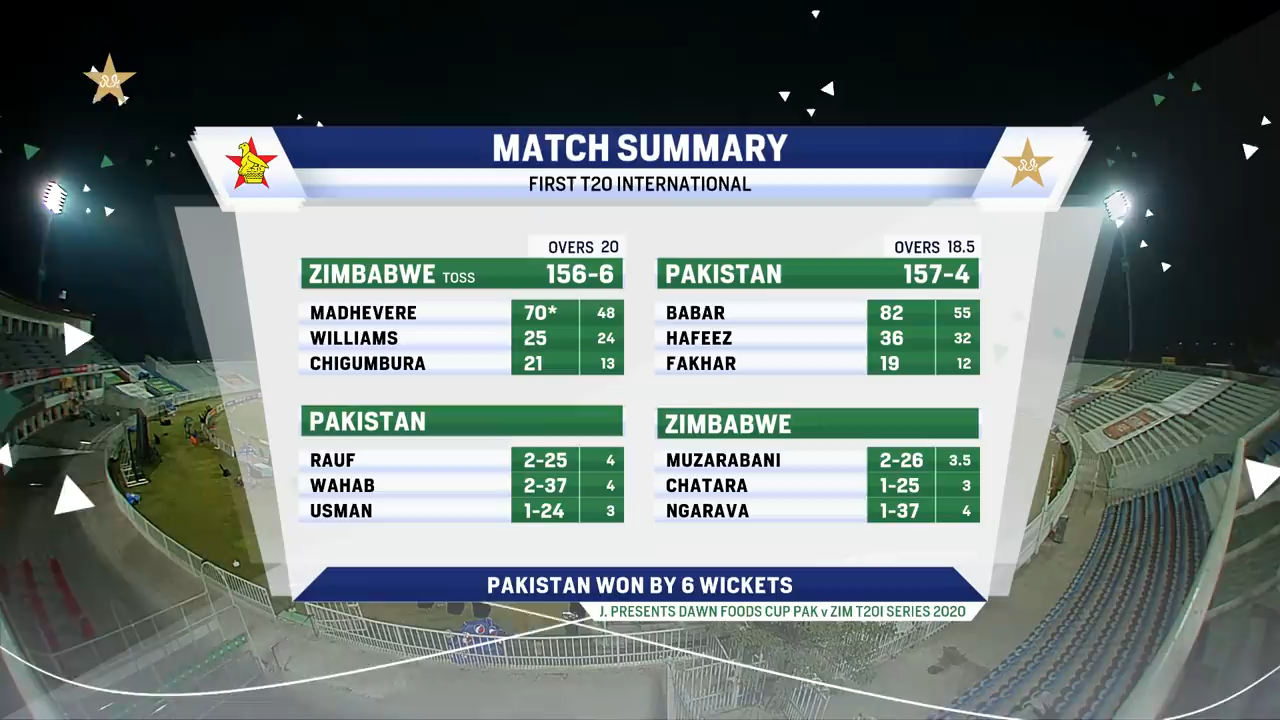 MATCH SUMMARY
FIRST T20 INTERNATIONAL
OVERS 20
ZIMBABWE TOSS 156-6
MADHEVERE 70* 48
WILLIAMS 25 24
CHIGUMBURA 21 13
PAKISTAN
RAUF 2-25 4
WAHAB 2-37 4
USMAN 1-24 3
OVERS 18.5
PAKISTAN 157-4
BABAR 82 55
HAFEEZ 36 32
FAKHAR 19 12
ZIMBABWE
MUZARABANI 2-26 3.5
CHATARA 1-25 3
NGARAVA 1-37 4
PAKISTAN WON BY 6 WICKETS
J. PRESENTS DAWN FOODS CUP PAK v ZIM T20I SERIES 2020